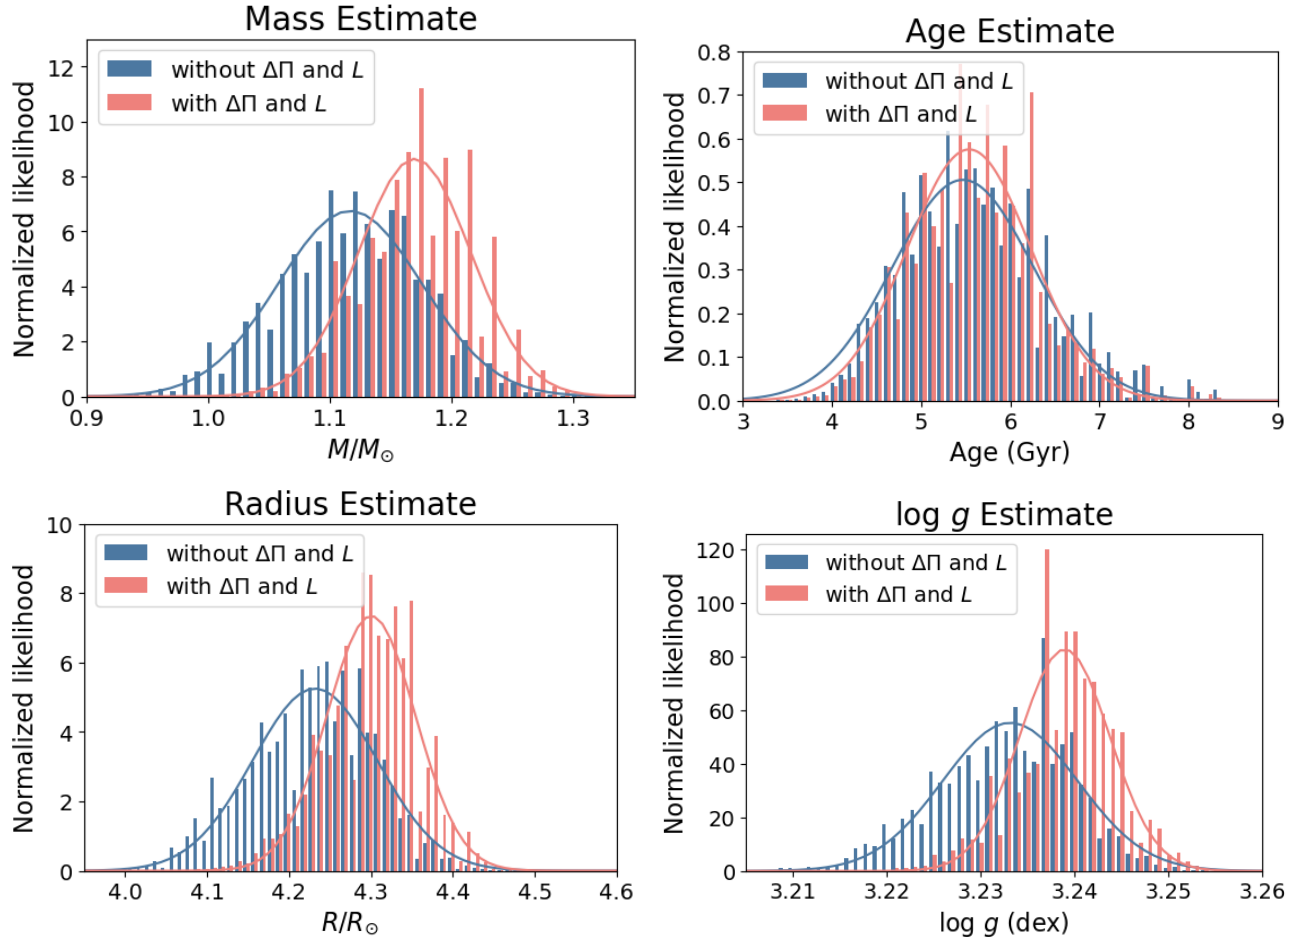 Mass Estimate
Normalized likelihood
12
10
8
6
4
2
0
without ΔΠ and L
with ΔΠ and L
0.9 1.0 1.1 1.2 1.3
M/M☉
Age Estimate
Normalized likelihood
0.8
0.7
0.6
0.5
0.4
0.3
0.2
0.1
0.0
without ΔΠ and L
with ΔΠ and L
3 4 5 6 7 8 9
Age (Gyr)
Radius Estimate
Normalized likelihood
10
8
6
4
2
0
without ΔΠ and L
with ΔΠ and L
4.0 4.1 4.2 4.3 4.4 4.5 4.6
R/R☉
log g Estimate
Normalized likelihood
120
100
80
60
40
20
0
without ΔΠ and L
with ΔΠ and L
3.21 3.22 3.23 3.24 3.25 3.26
log g (dex)